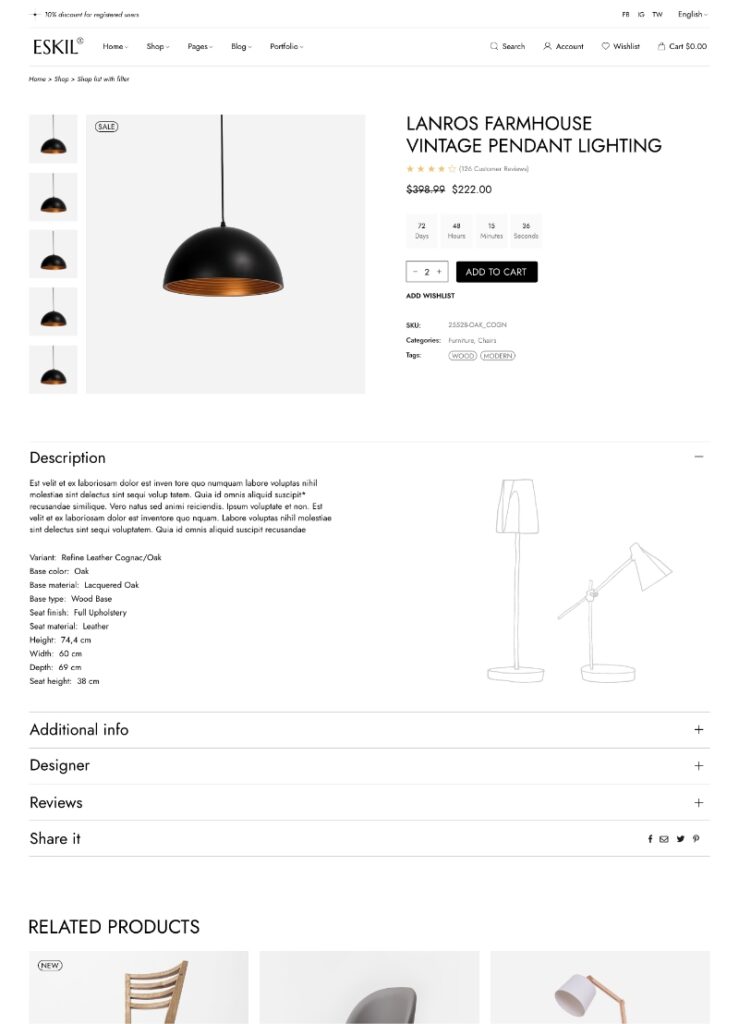 10% discount for registered users
FB IG TW English
ESKIL®
Home Shop Pages Blog Portfolio
Search Account Wishlist Cart $0.00
Home > Shop > Shop list with filter
SALE
LANROS FARMHOUSE
VINTAGE PENDANT LIGHTING
(126 Customer Reviews)
$398.99 $222.00
72 48 15 36
Days Hours Minutes Seconds
- 2 + ADD TO CART
ADD WISHLIST
SKU: 25528-OAK_COGN
Categories: Furniture, Chairs
Tags: WOOD MODERN
Description
Est velit et ex laboriosam dolor est inven tore quo numquam labore voluptas nihil
molestiae sint delectus sint sequi volup tatem. Quia id omnis aliquid suscipit*
recusandae similique. Vero natus sed animi reiciendis. Ipsum voluptate et non. Est
velit et ex laboriosam dolor est inventore quo nquam. Labore voluptas molestiae
sint delectus sint sequi voluptatem. Quia id omnis aliquid suscipit recusandae
Variant: Refine Leather Cognac/Oak
Base color: Oak
Base material: Lacquered Oak
Base type: Wood Base
Seat finish: Full Upholstery
Seat material: Leather
Height: 74,4 cm
Width: 60 cm
Depth: 69 cm
Seat height: 38 cm
Additional info
Designer
Reviews
Share it
RELATED PRODUCTS
NEW